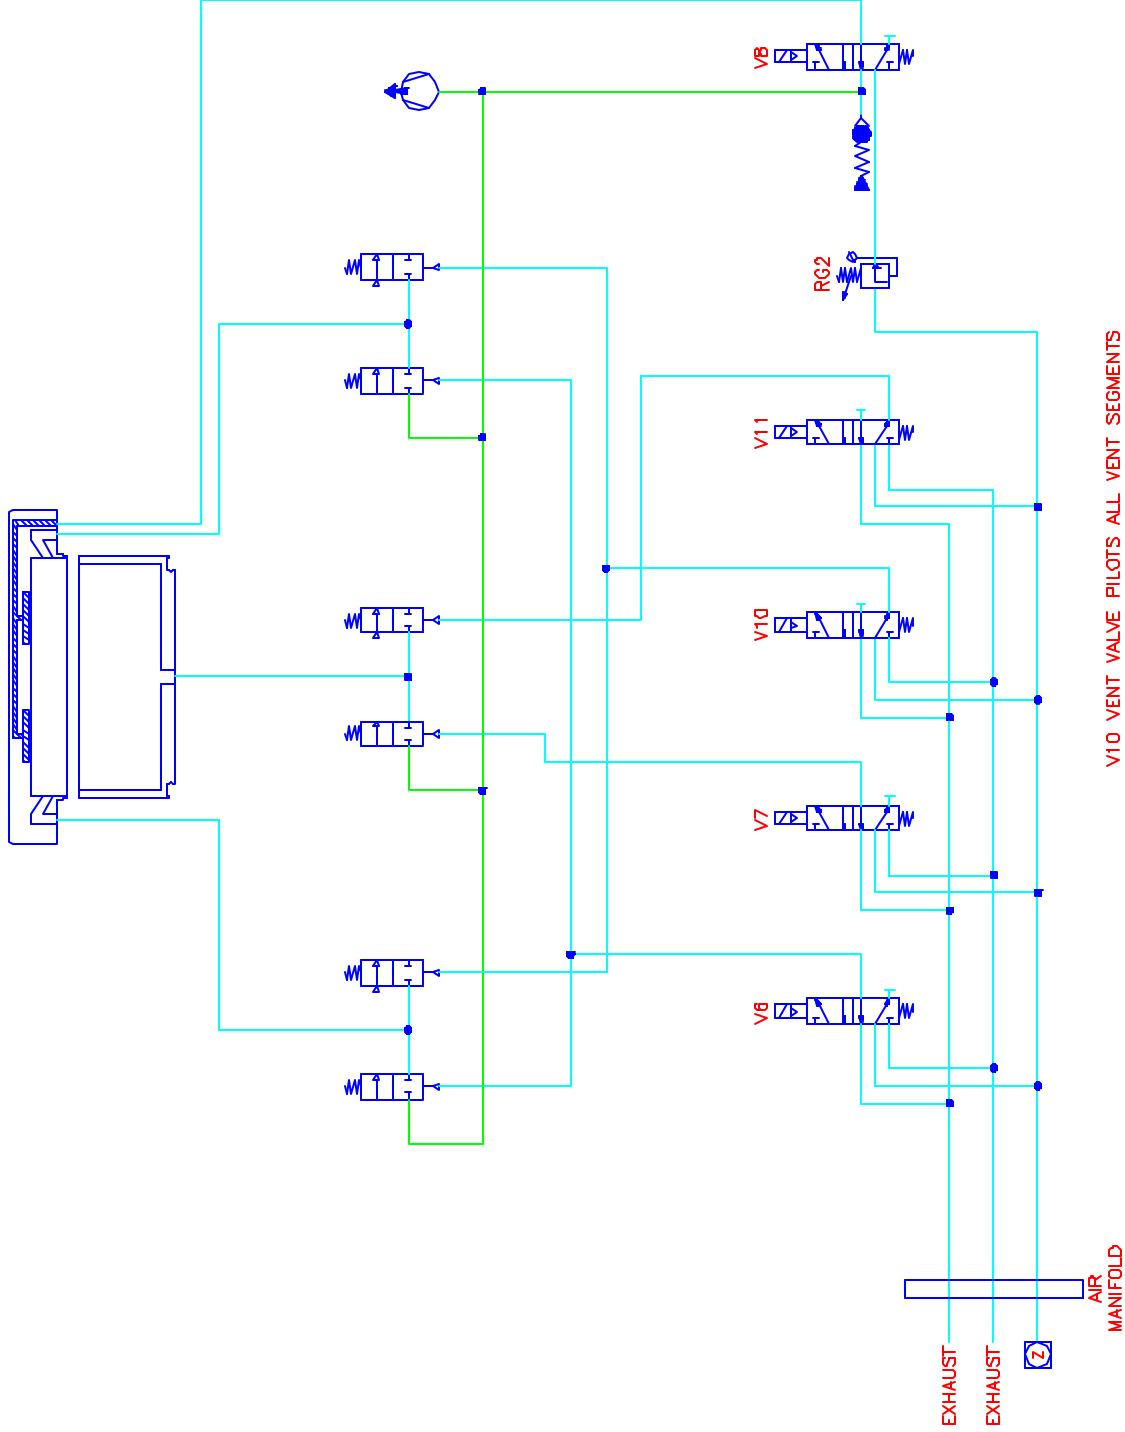 V8
RG2
V11
V10
V7
V6
V10 VENT VALVE PILOTS ALL VENT SEGMENTS
AIR
MANIFOLD
EXHAUST
EXHAUST
Z